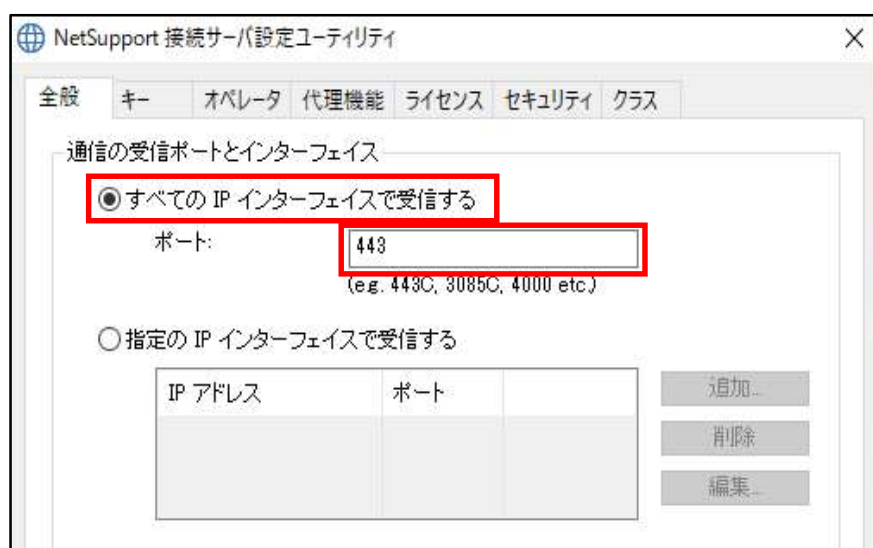 NetSupport 接続サーバ設定ユーティリティ
全般 キー オペレータ 代理機能 ライセンス セキュリティ クラス
通信の受信ポートとインターフェイス
すべての IP インターフェイスで受信する
ポート: 443
(e.g. 443C, 3085C, 4000 etc.)
指定の IP インターフェイスで受信する
IP アドレス ポート
追加...
削除
編集...